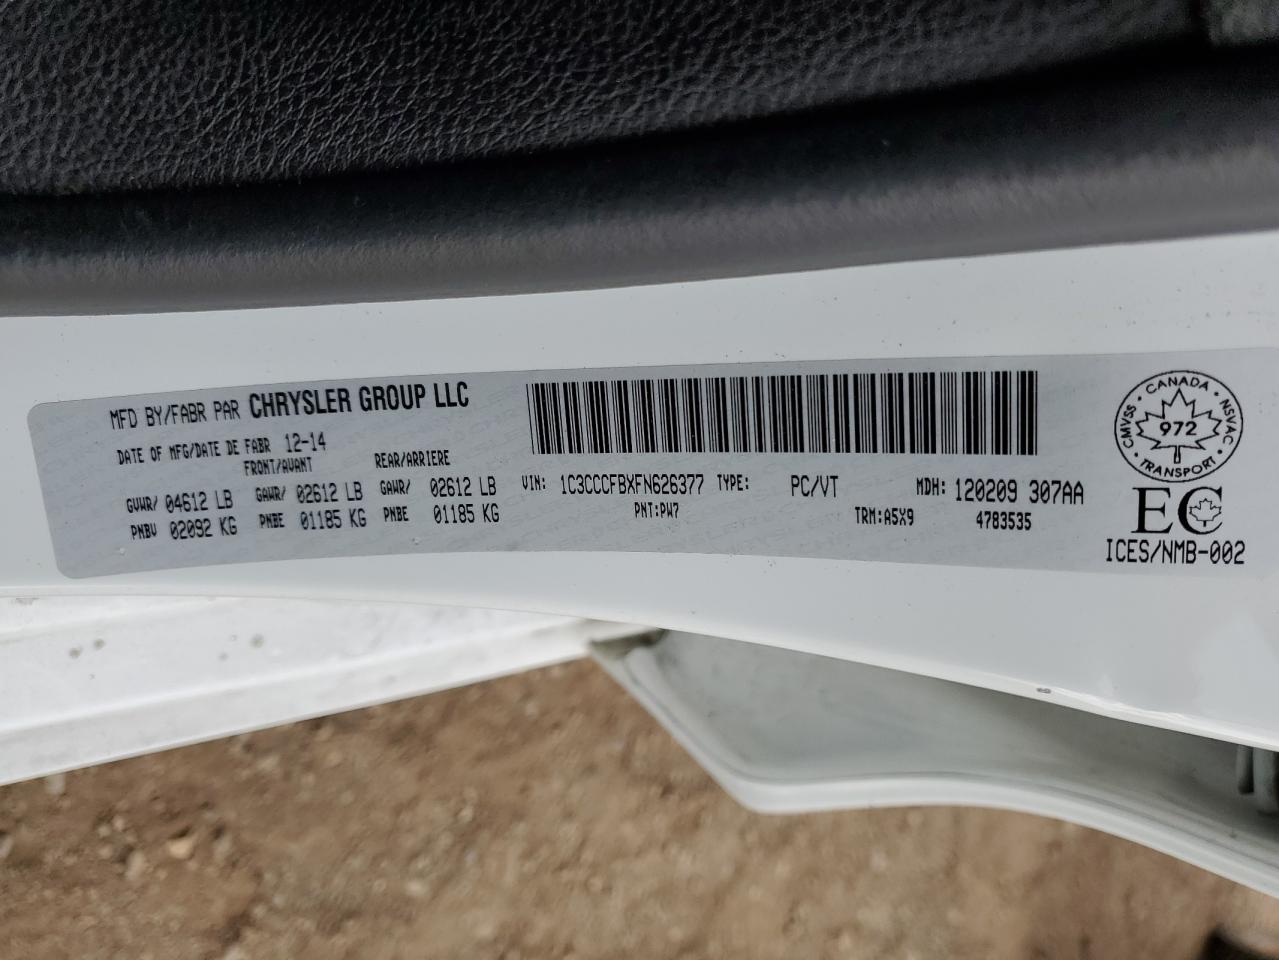 MFD BY/FABR PAR CHRYSLER GROUP LLC
DATE OF MFG/DATE DE FABR 12-14
FRONT/AVANT REAR/ARRIERE
GVWR/ 04612 LB GAWR/ 02612 LB GAWR/ 02612 LB
PNBV 02092 KG PNBE 01185 KG PNBE 01185 KG
VIN: 1C3CCCFBXFN626377 TYPE: PC/VT MDH: 120209 307AA
PNT:PW7 TRM:A5X9 4783535
CANADA
CMVSS 972 NSVAC
TRANSPORT
EC
ICES/NMB-002